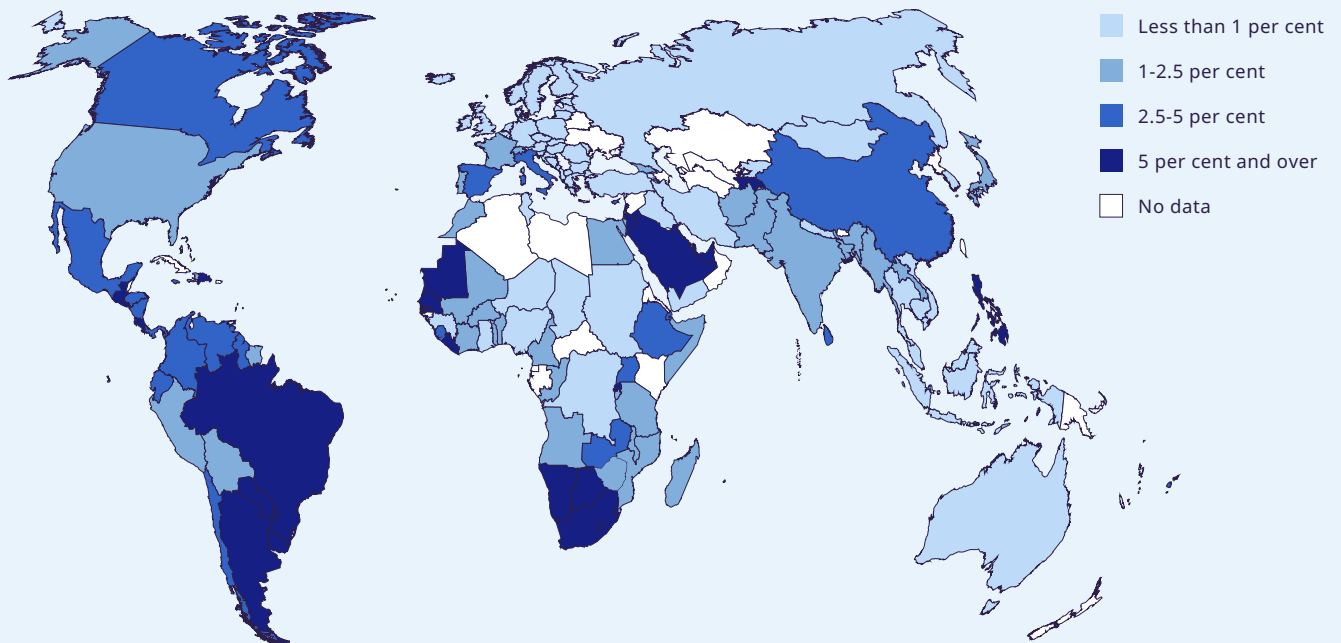 Less than 1 per cent
1-2.5 per cent
2.5-5 per cent
5 per cent and over
No data